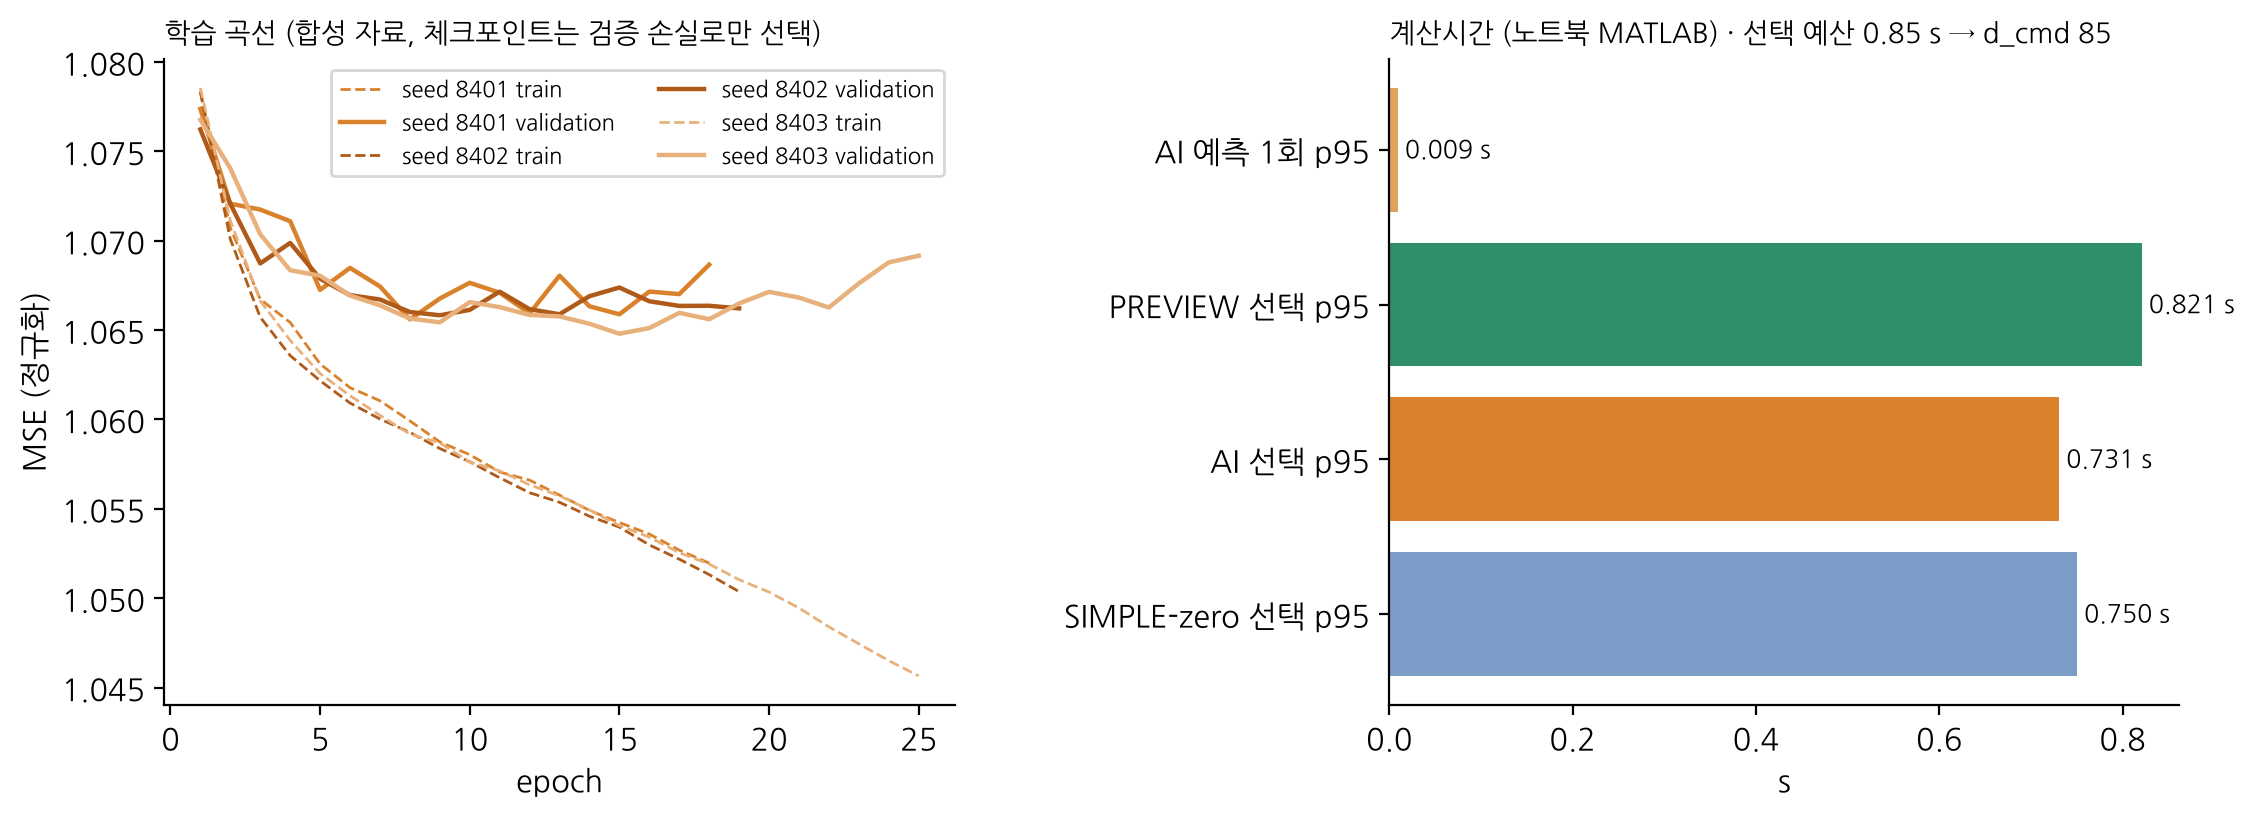 학습 곡선 (합성 자료, 체크포인트는 검증 손실로만 선택)
1.080
1.075
1.070
1.065
1.060
1.055
1.050
1.045
MSE (정규화)
seed 8401 train
seed 8401 validation
seed 8402 train
seed 8402 validation
seed 8403 train
seed 8403 validation
0 5 10 15 20 25
epoch
계산시간 (노트북 MATLAB) · 선택 예산 0.85 s → d_cmd 85
AI 예측 1회 p95 0.009 s
PREVIEW 선택 p95 0.821 s
AI 선택 p95 0.731 s
SIMPLE-zero 선택 p95 0.750 s
0.0 0.2 0.4 0.6 0.8
s